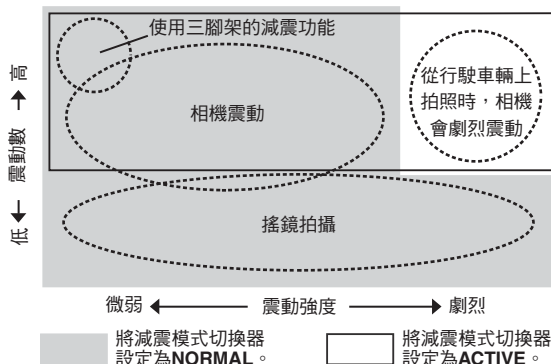 使用三腳架的減震功能
相機震動
從行駛車輛上
拍照時，相機
會劇烈震動
搖鏡拍攝
低 ← 震動數 → 高
微弱 ← 震動強度 → 劇烈
將減震模式切換器
設定為NORMAL。
將減震模式切換器
設定為ACTIVE。